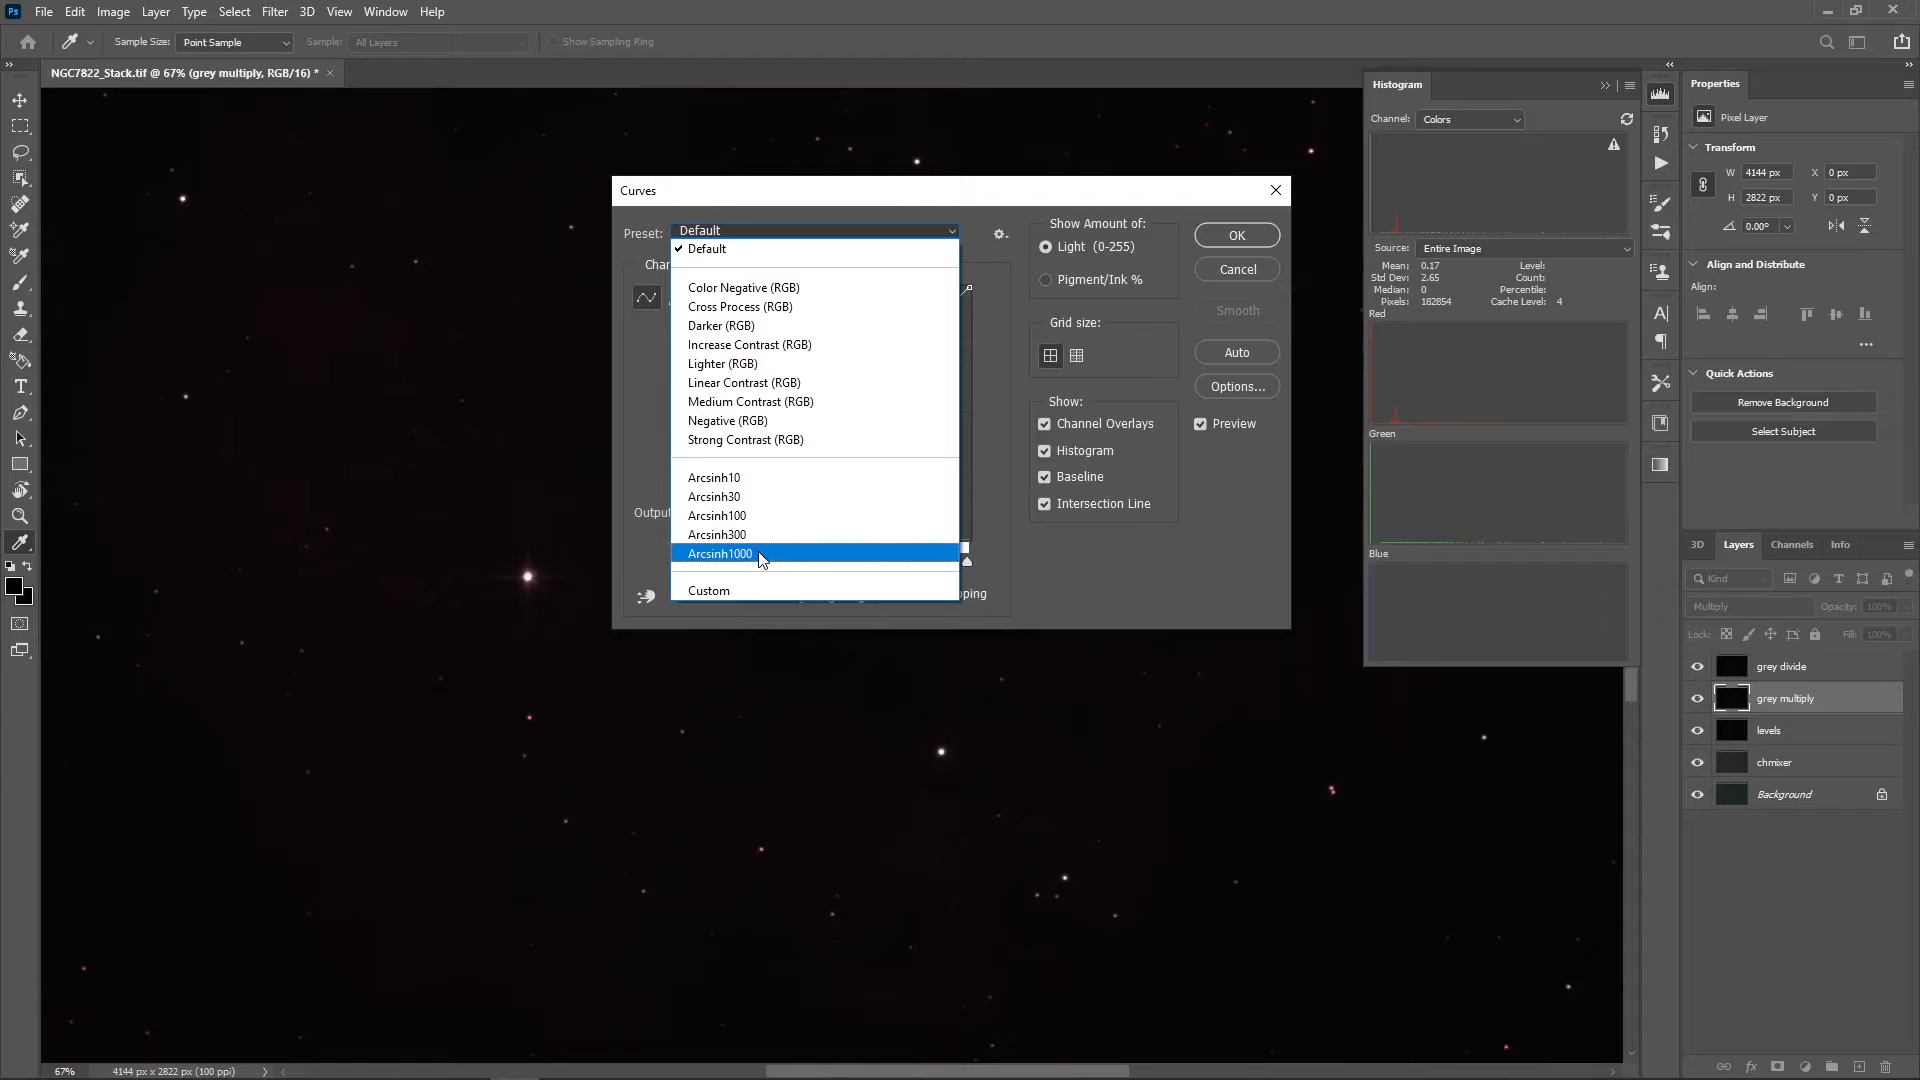 Ps File Edit Image Layer Type Select Filter 3D View Window Help
Sample Size: Point Sample Sample: All Layers Show Sampling Ring
NGC7822_Stack.tif @ 67% (grey multiply, RGB/16) * ×
Curves
Preset: Default
Default
Color Negative (RGB)
Cross Process (RGB)
Darker (RGB)
Increase Contrast (RGB)
Lighter (RGB)
Linear Contrast (RGB)
Medium Contrast (RGB)
Negative (RGB)
Strong Contrast (RGB)
Arcsinh10
Arcsinh30
Arcsinh100
Arcsinh300
Arcsinh1000
Custom
Chan
Output
pping
Show Amount of:
Light (0-255)
Pigment/Ink %
Grid size:
Show:
Channel Overlays
Histogram
Baseline
Intersection Line
OK
Cancel
Smooth
Auto
Options...
Preview
Histogram
Channel: Colors
Source: Entire Image
Mean: 0.17 Level:
Std Dev: 2.65 Count:
Median: 0 Percentile:
Pixels: 182854 Cache Level: 4
Red
Green
Blue
Properties
Pixel Layer
Transform
W 4144 px X 0 px
H 2822 px Y 0 px
0.00°
Align and Distribute
Align:
Quick Actions
Remove Background
Select Subject
3D Layers Channels Info
Kind
Multiply Opacity: 100%
Lock: Fill: 100%
grey divide
grey multiply
levels
chmixer
Background
67% 4144 px x 2822 px (100 ppi)